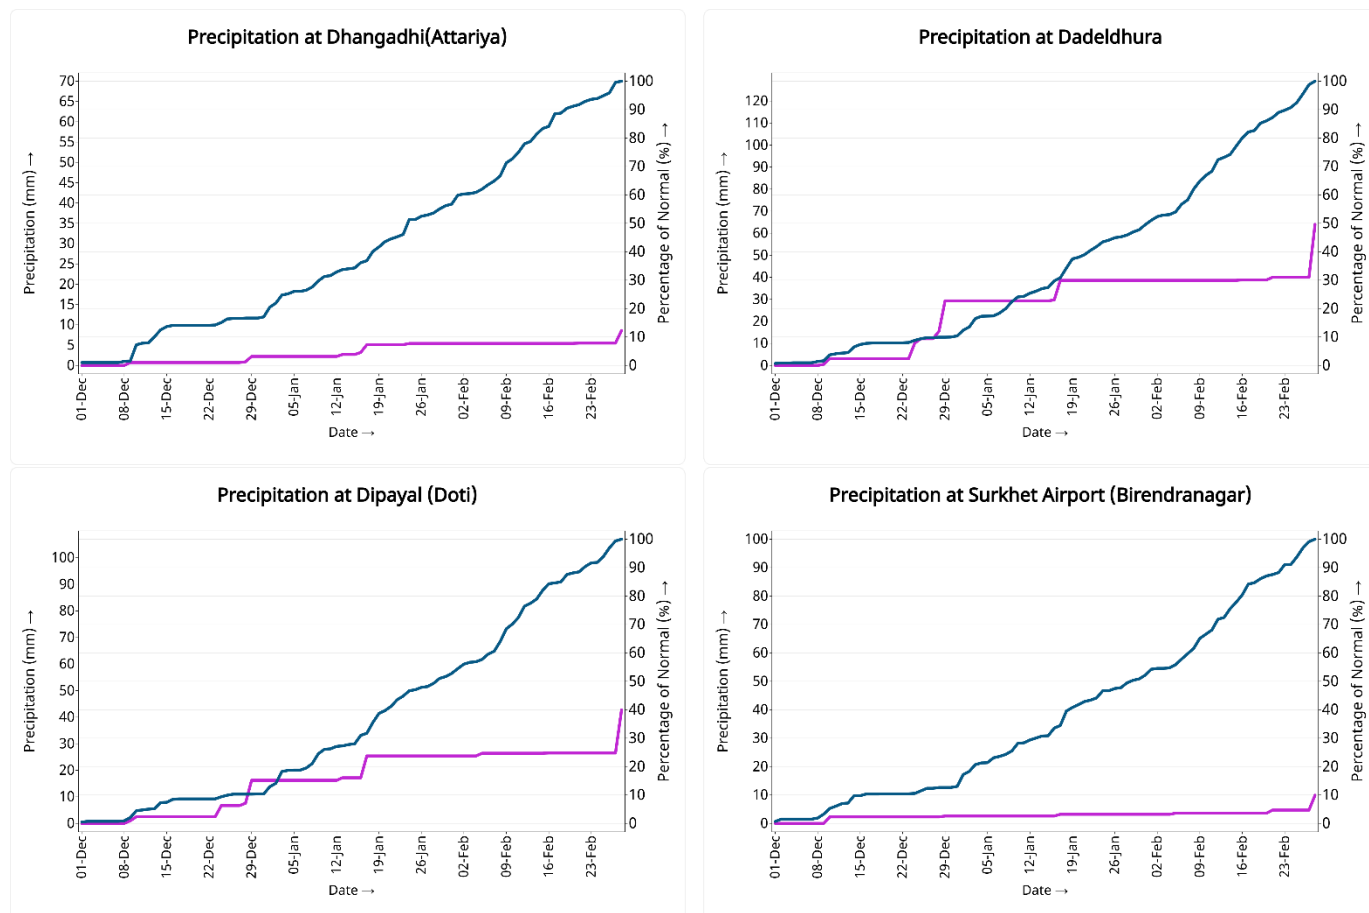 Precipitation at Dhangadhi(Attariya)
Precipitation (mm) →
70
65
60
55
50
45
40
35
30
25
20
15
10
5
0
100
90
80
70
60
50
40
30
20
10
0
Percentage of Normal (%) →
01-Dec
08-Dec
15-Dec
22-Dec
29-Dec
05-Jan
12-Jan
19-Jan
26-Jan
02-Feb
09-Feb
16-Feb
23-Feb
Date →
Precipitation at Dadeldhura
Precipitation (mm) →
120
110
100
90
80
70
60
50
40
30
20
10
0
100
90
80
70
60
50
40
30
20
10
0
Percentage of Normal (%) →
01-Dec
08-Dec
15-Dec
22-Dec
29-Dec
05-Jan
12-Jan
19-Jan
26-Jan
02-Feb
09-Feb
16-Feb
23-Feb
Date →
Precipitation at Dipayal (Doti)
Precipitation (mm) →
100
90
80
70
60
50
40
30
20
10
0
100
90
80
70
60
50
40
30
20
10
0
Percentage of Normal (%) →
01-Dec
08-Dec
15-Dec
22-Dec
29-Dec
05-Jan
12-Jan
19-Jan
26-Jan
02-Feb
09-Feb
16-Feb
23-Feb
Date →
Precipitation at Surkhet Airport (Birendranagar)
Precipitation (mm) →
100
90
80
70
60
50
40
30
20
10
0
100
90
80
70
60
50
40
30
20
10
0
Percentage of Normal (%) →
01-Dec
08-Dec
15-Dec
22-Dec
29-Dec
05-Jan
12-Jan
19-Jan
26-Jan
02-Feb
09-Feb
16-Feb
23-Feb
Date →